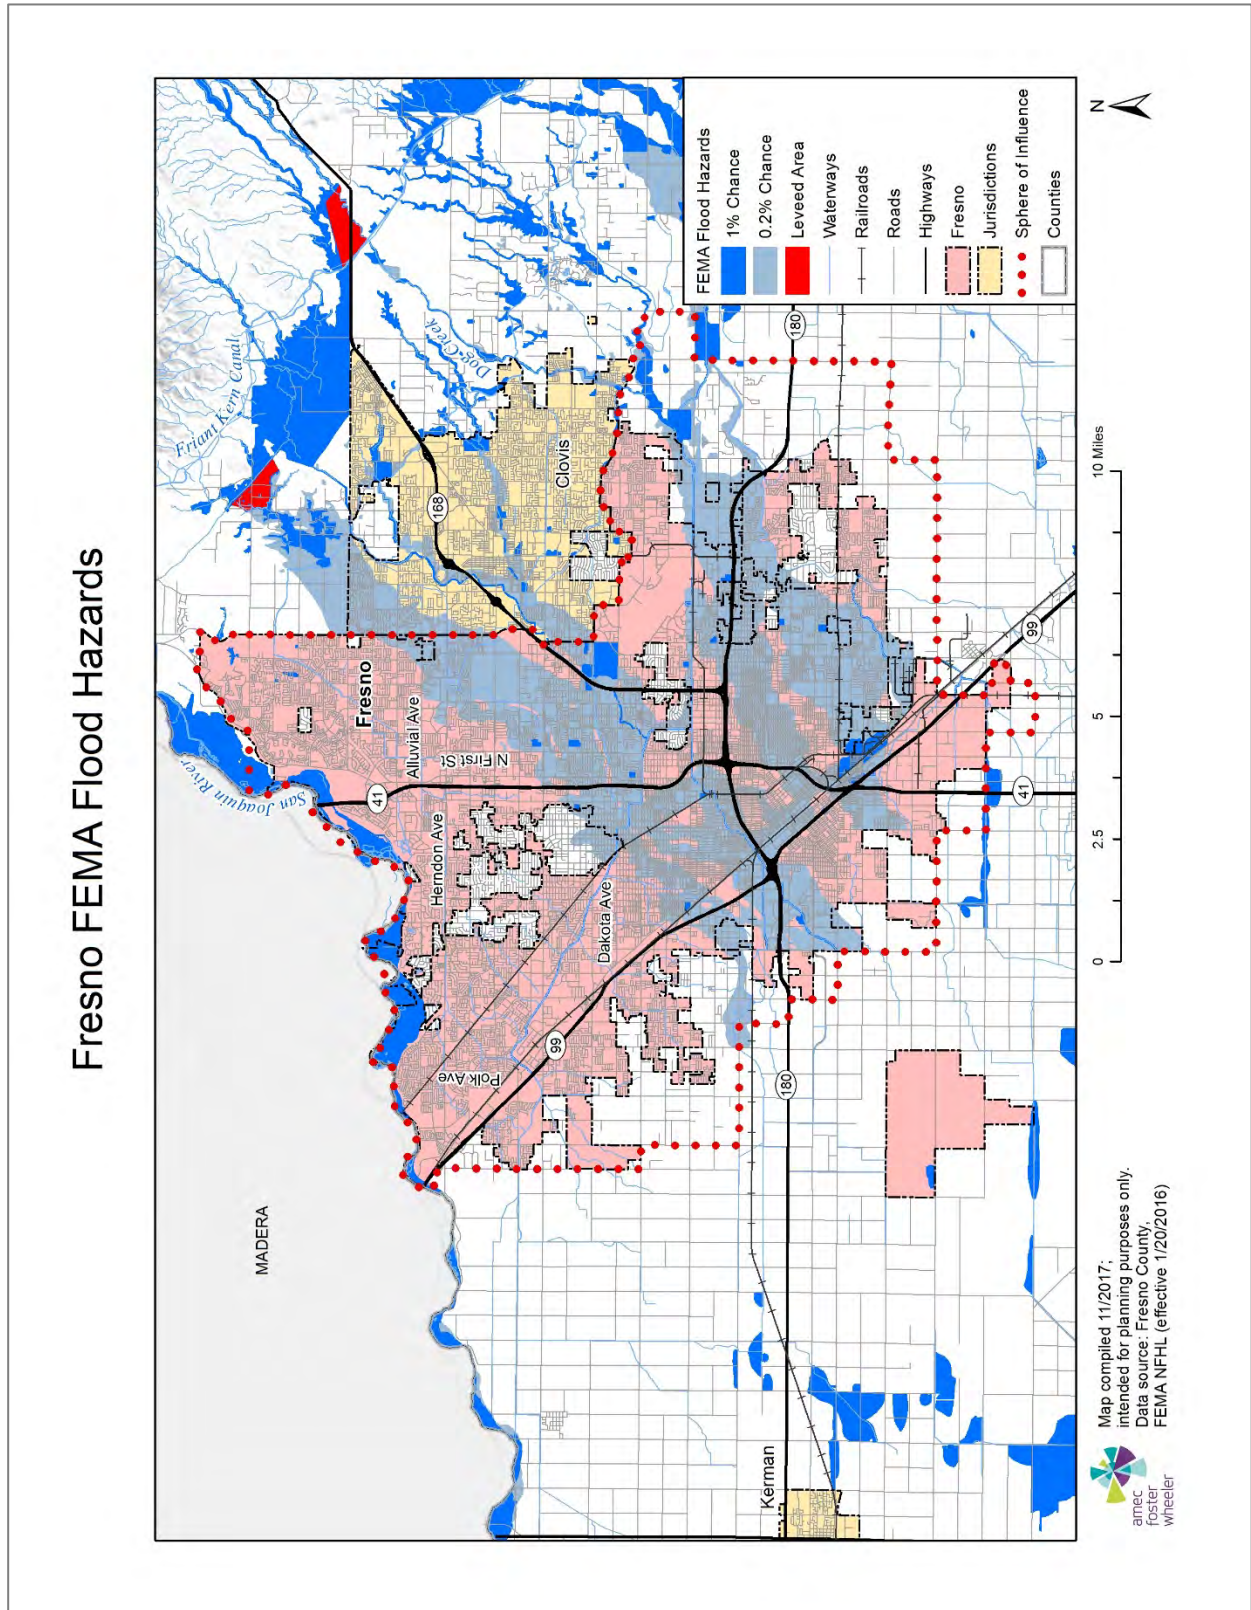 Fresno FEMA Flood Hazards
MADERA
San Joaquin River
Friant Kern Canal
Dog Creek
Fresno
Clovis
Kerman
Alluvial Ave
N First St
Herndon Ave
Dakota Ave
Polk Ave
41
168
99
180
180
41
99
FEMA Flood Hazards
1% Chance
0.2% Chance
Leveed Area
Waterways
Railroads
Roads
Highways
Fresno
Jurisdictions
Sphere of Influence
Counties
N
0
2.5
5
10 Miles
amec
foster
wheeler
Map compiled 11/2017;
intended for planning purposes only.
Data source: Fresno County,
FEMA NFHL (effective 1/20/2016)